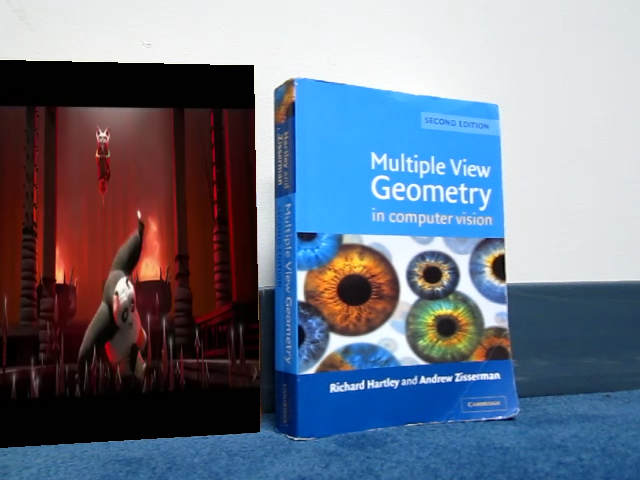 Hartley and
Zisserman
Multiple View Geometry
SECOND EDITION
Multiple View
Geometry
in computer vision
Richard Hartley and Andrew Zisserman
CAMBRIDGE